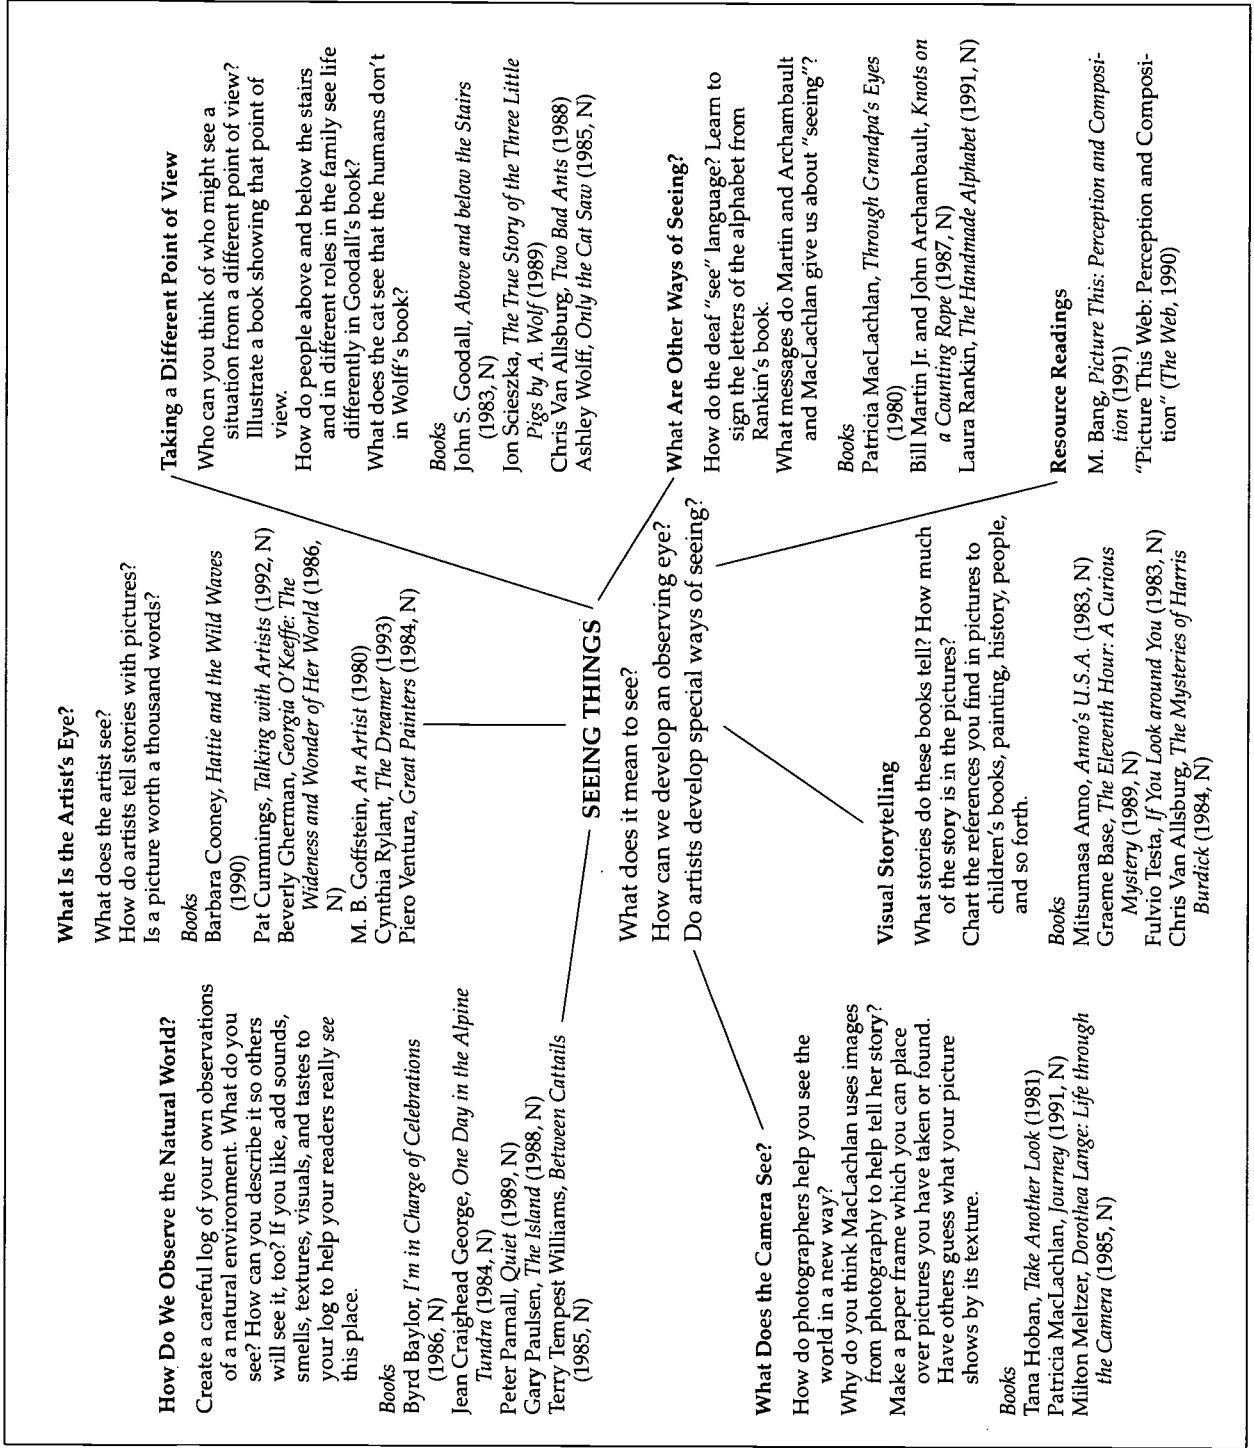 How Do We Observe the Natural World?
Create a careful log of your own observations
of a natural environment. What do you
see? How can you describe it so others
will see it, too? If you like, add sounds,
smells, textures, visuals, and tastes to
your log to help your readers really see
this place.
Books
Byrd Baylor, I'm in Charge of Celebrations
(1986, N)
Jean Craighead George, One Day in the Alpine
Tundra (1984, N)
Peter Parnall, Quiet (1989, N)
Gary Paulsen, The Island (1988, N)
Terry Tempest Williams, Between Cattails
(1985, N)
What Is the Artist's Eye?
What does the artist see?
How do artists tell stories with pictures?
Is a picture worth a thousand words?
Books
Barbara Cooney, Hattie and the Wild Waves
(1990)
Pat Cummings, Talking with Artists (1992, N)
Beverly Gherman, Georgia O'Keeffe: The
Wideness and Wonder of Her World (1986,
N)
M. B. Goffstein, An Artist (1980)
Cynthia Rylant, The Dreamer (1993)
Piero Ventura, Great Painters (1984, N)
Taking a Different Point of View
Who can you think of who might see a
situation from a different point of view?
Illustrate a book showing that point of
view.
How do people above and below the stairs
and in different roles in the family see life
differently in Goodall's book?
What does the cat see that the humans don't
in Wolff's book?
Books
John S. Goodall, Above and below the Stairs
(1983, N)
Jon Scieszka, The True Story of the Three Little
Pigs by A. Wolf (1989)
Chris Van Allsburg, Two Bad Ants (1988)
Ashley Wolff, Only the Cat Saw (1985, N)
SEEING THINGS
What does it mean to see?
How can we develop an observing eye?
Do artists develop special ways of seeing?
What Are Other Ways of Seeing?
How do the deaf "see" language? Learn to
sign the letters of the alphabet from
Rankin's book.
What messages do Martin and Archambault
and MacLachlan give us about "seeing"?
Books
Patricia MacLachlan, Through Grandpa's Eyes
(1980)
Bill Martin Jr. and John Archambault, Knots on
a Counting Rope (1987, N)
Laura Rankin, The Handmade Alphabet (1991, N)
What Does the Camera See?
How do photographers help you see the
world in a new way?
Why do you think MacLachlan uses images
from photography to help tell her story?
Make a paper frame which you can place
over pictures you have taken or found.
Have others guess what your picture
shows by its texture.
Books
Tana Hoban, Take Another Look (1981)
Patricia MacLachlan, Journey (1991, N)
Milton Meltzer, Dorothea Lange: Life through
the Camera (1985, N)
Visual Storytelling
What stories do these books tell? How much
of the story is in the pictures?
Chart the references you find in pictures to
children's books, painting, history, people,
and so forth.
Books
Mitsumasa Anno, Anno's U.S.A. (1983, N)
Graeme Base, The Eleventh Hour: A Curious
Mystery (1989, N)
Fulvio Testa, If You Look around You (1983, N)
Chris Van Allsburg, The Mysteries of Harris
Burdick (1984, N)
Resource Readings
M. Bang, Picture This: Perception and Composi-
tion (1991)
"Picture This Web: Perception and Composi-
tion" (The Web, 1990)